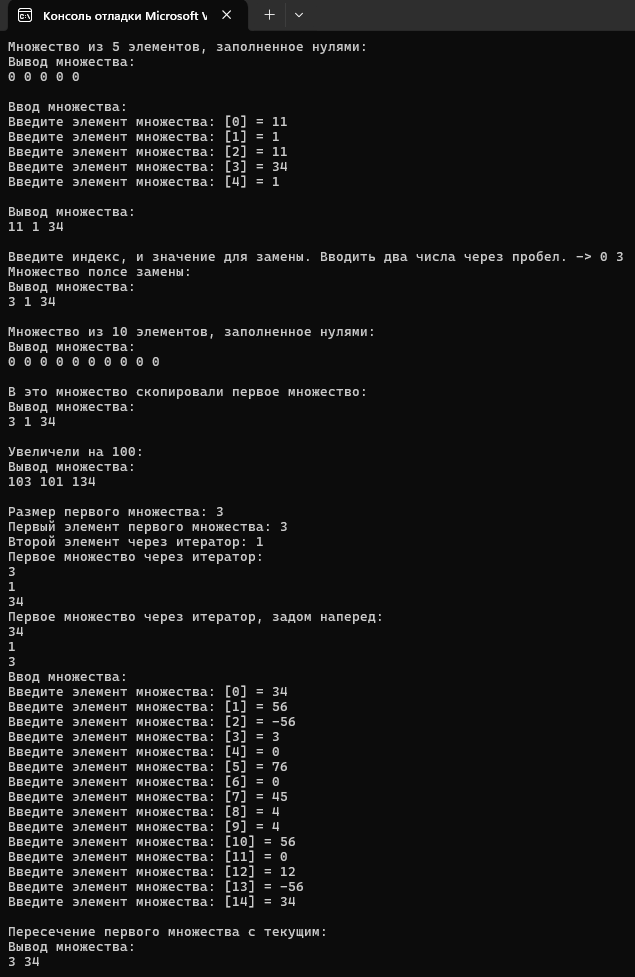 Консоль отладки Microsoft V
Множество из 5 элементов, заполненное нулями:
Вывод множества:
0 0 0 0 0
Ввод множества:
Введите элемент множества: [0] = 11
Введите элемент множества: [1] = 1
Введите элемент множества: [2] = 11
Введите элемент множества: [3] = 34
Введите элемент множества: [4] = 1
Вывод множества:
11 1 34
Введите индекс, и значение для замены. Вводить два числа через пробел. -> 0 3
Множество полсе замены:
Вывод множества:
3 1 34
Множество из 10 элементов, заполненное нулями:
Вывод множества:
0 0 0 0 0 0 0 0 0 0
В это множество скопировали первое множество:
Вывод множества:
3 1 34
Увеличели на 100:
Вывод множества:
103 101 134
Размер первого множества: 3
Первый элемент первого множества: 3
Второй элемент через итератор: 1
Первое множество через итератор:
3
1
34
Первое множество через итератор, задом наперед:
34
1
3
Ввод множества:
Введите элемент множества: [0] = 34
Введите элемент множества: [1] = 56
Введите элемент множества: [2] = -56
Введите элемент множества: [3] = 3
Введите элемент множества: [4] = 0
Введите элемент множества: [5] = 76
Введите элемент множества: [6] = 0
Введите элемент множества: [7] = 45
Введите элемент множества: [8] = 4
Введите элемент множества: [9] = 4
Введите элемент множества: [10] = 56
Введите элемент множества: [11] = 0
Введите элемент множества: [12] = 12
Введите элемент множества: [13] = -56
Введите элемент множества: [14] = 34
Пересечение первого множества с текущим:
Вывод множества:
3 34